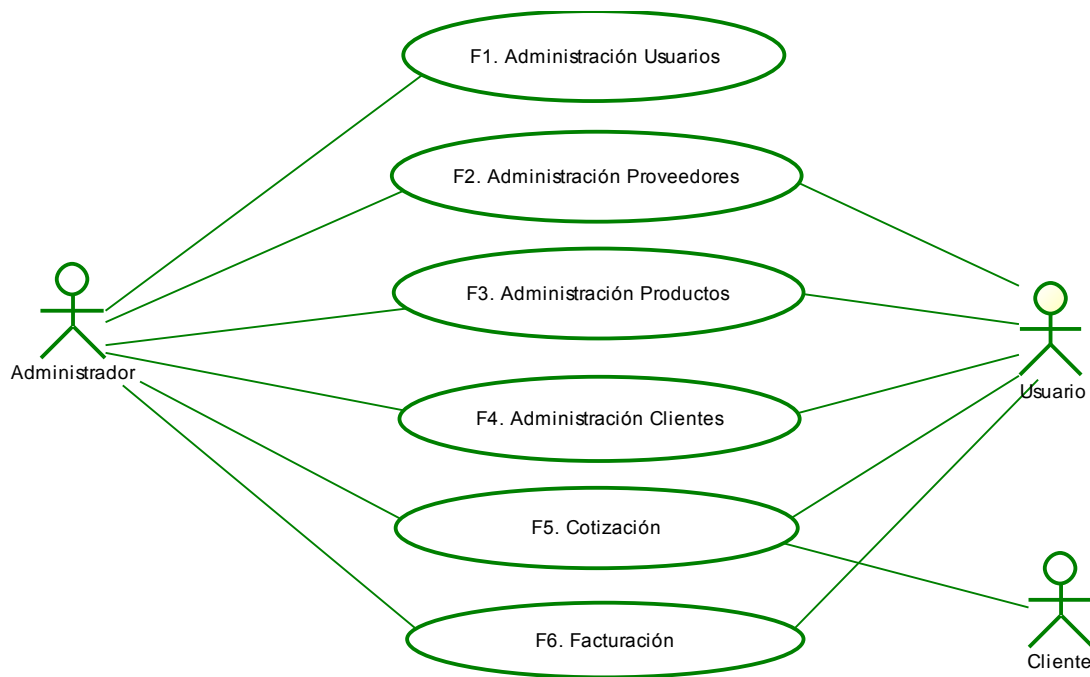 F1. Administración Usuarios
F2. Administración Proveedores
F3. Administración Productos
Administrador
Usuario
F4. Administración Clientes
F5. Cotización
F6. Facturación
Cliente